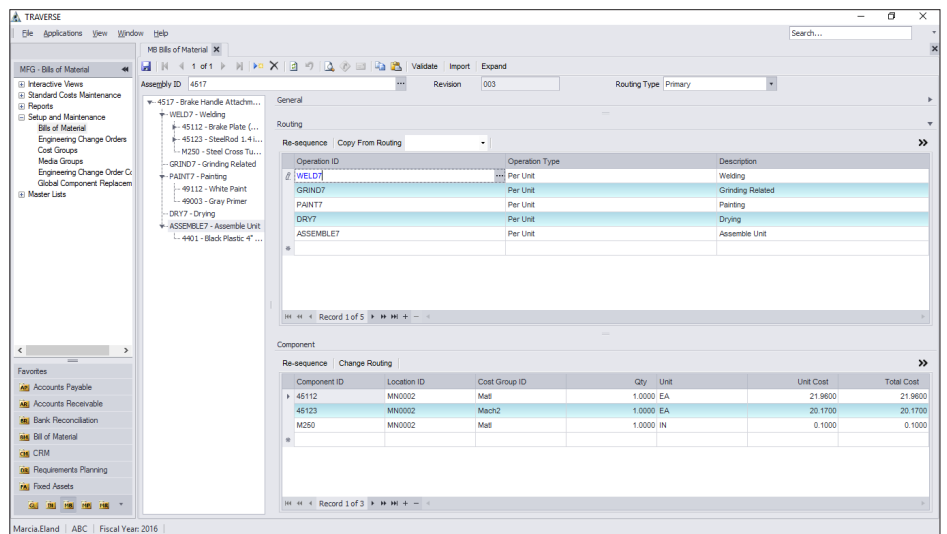 TRAVERSE
File Applications View Window Help
Search...
MB Bills of Material
MFG - Bills of Material
1 of 1
Validate Import Expand
Interactive Views
Standard Costs Maintenance
Reports
Setup and Maintenance
Bills of Material
Engineering Change Orders
Cost Groups
Media Groups
Engineering Change Order Co
Global Component Replacem
Master Lists
Assembly ID 4517 ... Revision 003 Routing Type Primary
4517 - Brake Handle Attachm...
WELD7 - Welding
45112 - Brake Plate (...
45123 - SteelRod 1.4 i...
M250 - Steel Cross Tu...
GRIND7 - Grinding Related
PAINT7 - Painting
49112 - White Paint
49003 - Gray Primer
DRY7 - Drying
ASSEMBLE7 - Assemble Unit
4401 - Black Plastic 4" ...
General
Routing
Re-sequence Copy From Routing
Operation ID Operation Type Description
WELD7 ... Per Unit Welding
GRIND7 Per Unit Grinding Related
PAINT7 Per Unit Painting
DRY7 Per Unit Drying
ASSEMBLE7 Per Unit Assemble Unit
Record 1 of 5
Component
Re-sequence Change Routing
Component ID Location ID Cost Group ID Qty Unit Unit Cost Total Cost
45112 MN0002 Matl 1.0000 EA 21.9600 21.9600
45123 MN0002 Mach2 1.0000 EA 20.1700 20.1700
M250 MN0002 Matl 1.0000 IN 0.1000 0.1000
Record 1 of 3
Favorites
AP Accounts Payable
AR Accounts Receivable
Bank Reconciliation
Bill of Material
CRM
Requirements Planning
FA Fixed Assets
Marcia.Eland ABC Fiscal Year: 2016